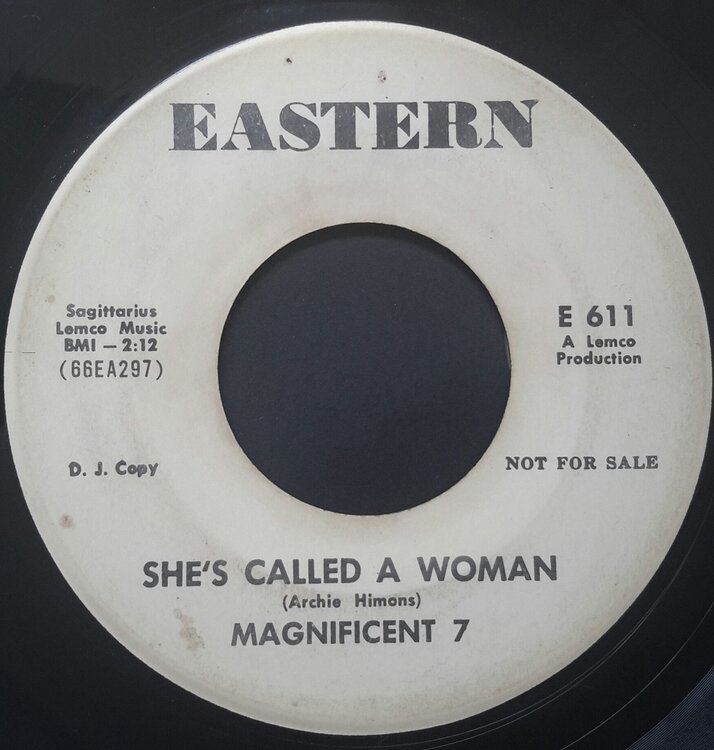 EASTERN
Sagittarius
Lemco Music
BMI — 2:12
(66EA297)
E 611
A Lemco
Production
D. J. Copy
NOT FOR SALE
SHE'S CALLED A WOMAN
(Archie Himons)
MAGNIFICENT 7